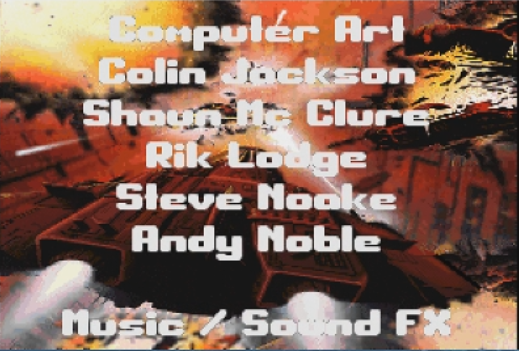 Computer Art
Colin Jackson
Shaun Mc Clure
Rik Lodge
Steve Noake
Andy Noble
Music / Sound FX